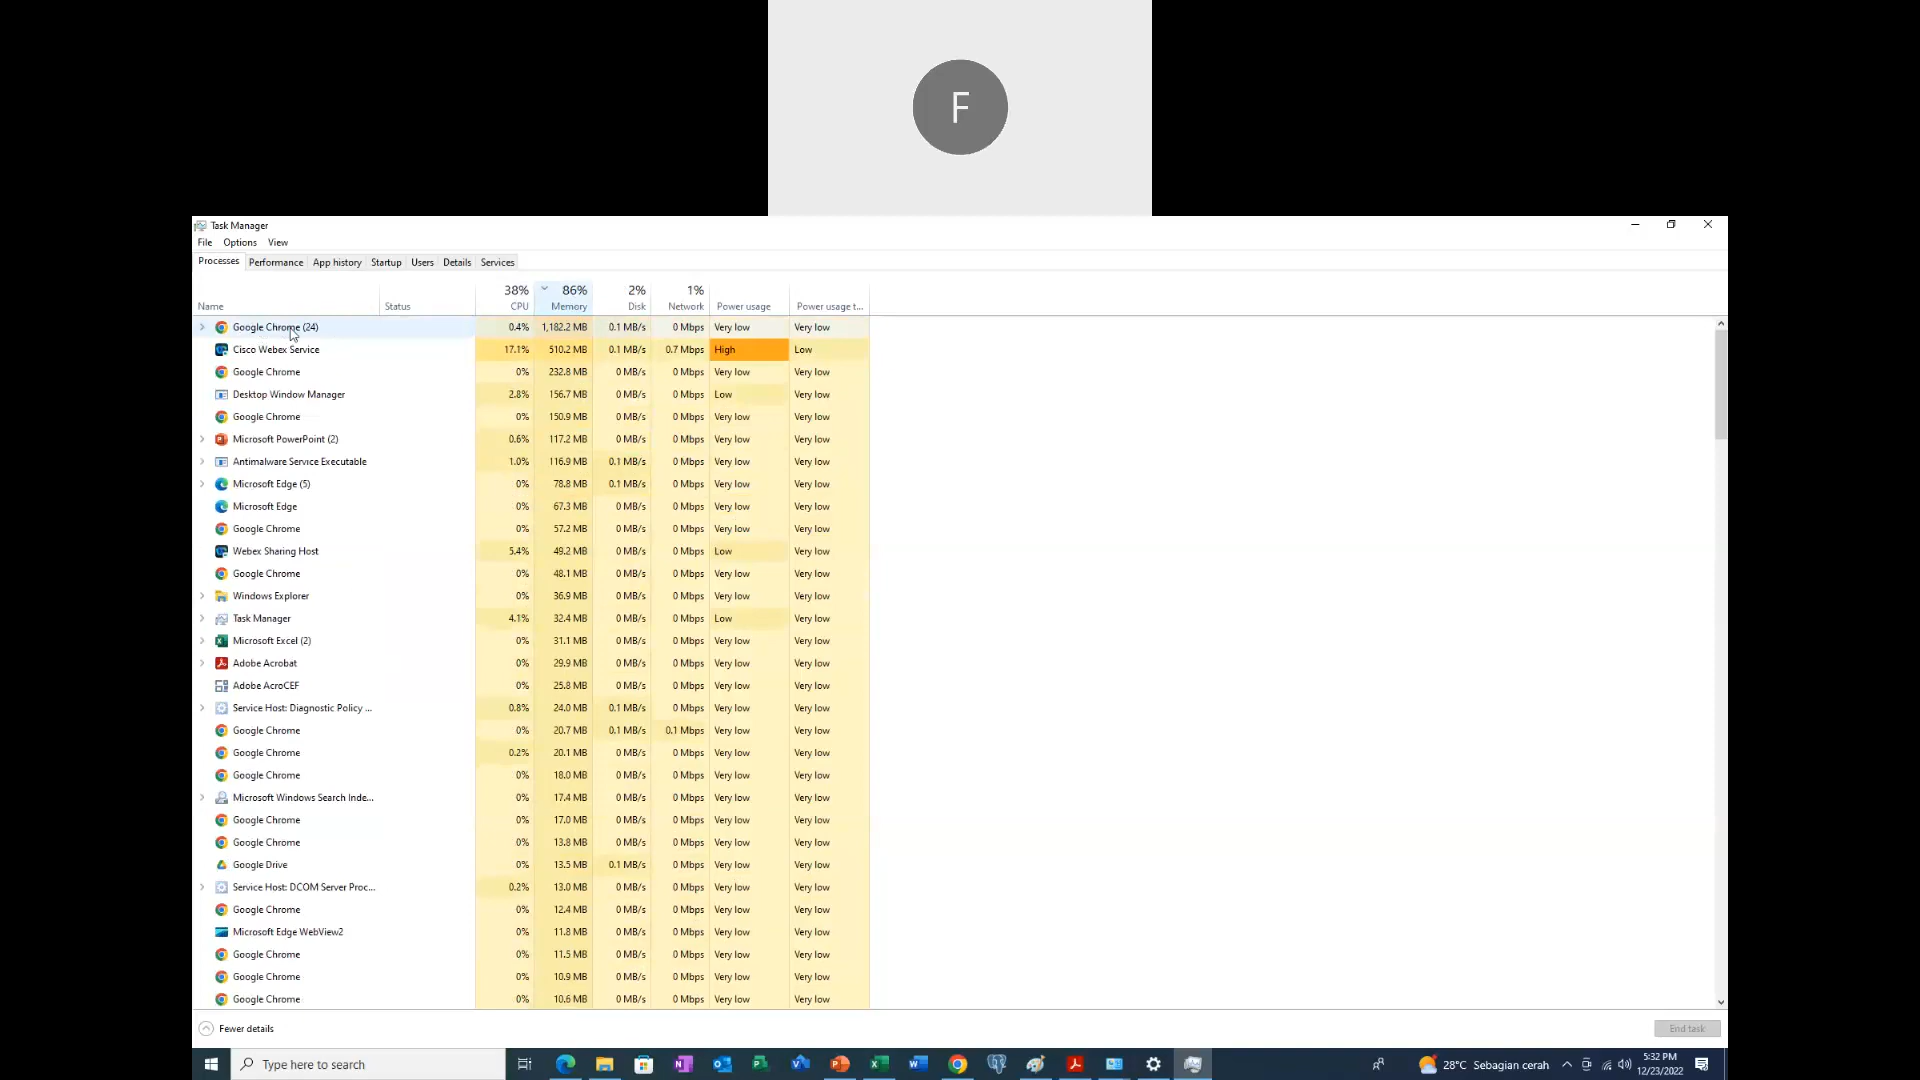 F
Task Manager
File Options View
Processes Performance App history Startup Users Details Services
38% 86% 2% 1%
Name Status CPU Memory Disk Network Power usage Power usage t...
Google Chrome (24) 0.4% 1,182.2 MB 0.1 MB/s 0 Mbps Very low Very low
Cisco Webex Service 17.1% 510.2 MB 0.1 MB/s 0.7 Mbps High Low
Google Chrome 0% 232.8 MB 0 MB/s 0 Mbps Very low Very low
Desktop Window Manager 2.8% 156.7 MB 0 MB/s 0 Mbps Low Very low
Google Chrome 0% 150.9 MB 0 MB/s 0 Mbps Very low Very low
Microsoft PowerPoint (2) 0.6% 117.2 MB 0 MB/s 0 Mbps Very low Very low
Antimalware Service Executable 1.0% 116.9 MB 0.1 MB/s 0 Mbps Very low Very low
Microsoft Edge (5) 0% 78.8 MB 0.1 MB/s 0 Mbps Very low Very low
Microsoft Edge 0% 67.3 MB 0 MB/s 0 Mbps Very low Very low
Google Chrome 0% 57.2 MB 0 MB/s 0 Mbps Very low Very low
Webex Sharing Host 5.4% 49.2 MB 0 MB/s 0 Mbps Low Very low
Google Chrome 0% 48.1 MB 0 MB/s 0 Mbps Very low Very low
Windows Explorer 0% 36.9 MB 0 MB/s 0 Mbps Very low Very low
Task Manager 4.1% 32.4 MB 0 MB/s 0 Mbps Low Very low
Microsoft Excel (2) 0% 31.1 MB 0 MB/s 0 Mbps Very low Very low
Adobe Acrobat 0% 29.9 MB 0 MB/s 0 Mbps Very low Very low
Adobe AcroCEF 0% 25.8 MB 0 MB/s 0 Mbps Very low Very low
Service Host: Diagnostic Policy ... 0.8% 24.0 MB 0.1 MB/s 0 Mbps Very low Very low
Google Chrome 0% 20.7 MB 0.1 MB/s 0.1 Mbps Very low Very low
Google Chrome 0.2% 20.1 MB 0 MB/s 0 Mbps Very low Very low
Google Chrome 0% 18.0 MB 0 MB/s 0 Mbps Very low Very low
Microsoft Windows Search Inde... 0% 17.4 MB 0 MB/s 0 Mbps Very low Very low
Google Chrome 0% 17.0 MB 0 MB/s 0 Mbps Very low Very low
Google Chrome 0% 13.8 MB 0 MB/s 0 Mbps Very low Very low
Google Drive 0% 13.5 MB 0.1 MB/s 0 Mbps Very low Very low
Service Host: DCOM Server Proc... 0.2% 13.0 MB 0 MB/s 0 Mbps Very low Very low
Google Chrome 0% 12.4 MB 0 MB/s 0 Mbps Very low Very low
Microsoft Edge WebView2 0% 11.8 MB 0 MB/s 0 Mbps Very low Very low
Google Chrome 0% 11.5 MB 0 MB/s 0 Mbps Very low Very low
Google Chrome 0% 10.9 MB 0 MB/s 0 Mbps Very low Very low
Google Chrome 0% 10.6 MB 0 MB/s 0 Mbps Very low Very low
Fewer details End task
Type here to search 28°C Sebagian cerah 5:32 PM
12/23/2022